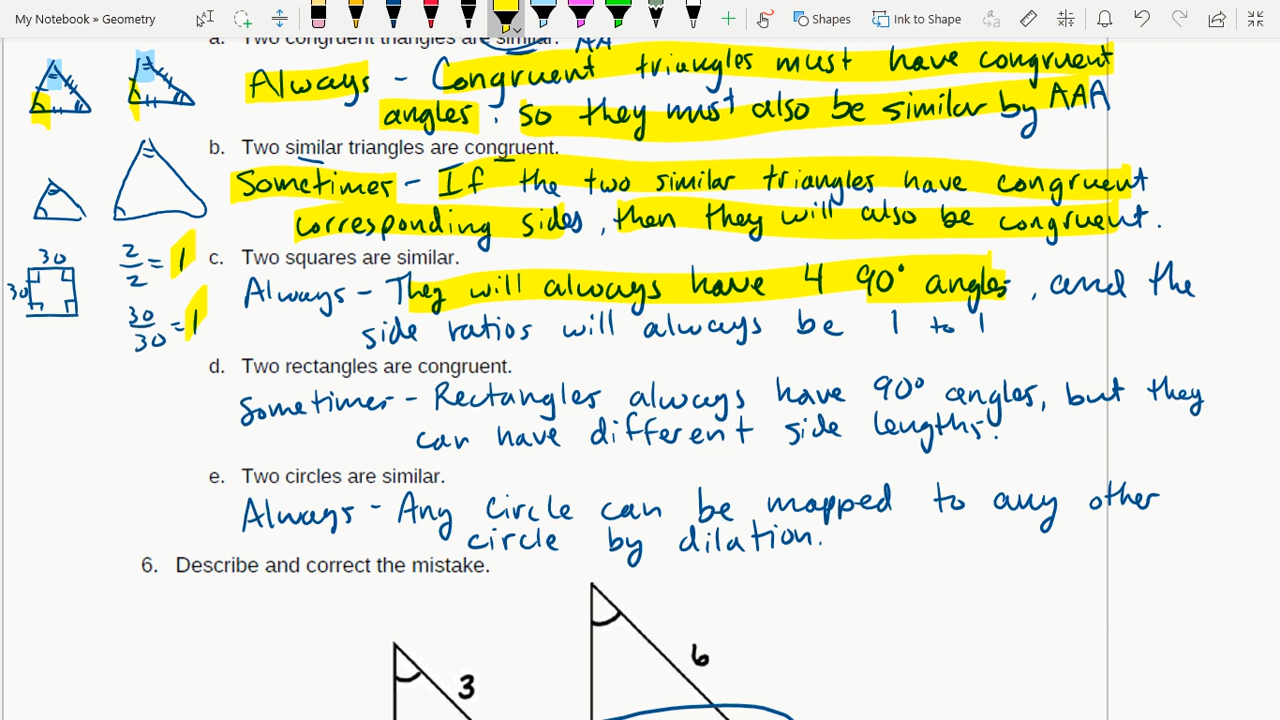 My Notebook » Geometry
Shapes
Ink to Shape
a. Two congruent triangles are similar. AA
Always - Congruent triangles must have congruent
angles, so they must also be similar by AAA
b. Two similar triangles are congruent.
Sometimes - If the two similar triangles have congruent
corresponding sides, then they will also be congruent.
30
30
2/2 = 1
30/30 = 1
c. Two squares are similar.
Always - They will always have 4 90° angles, and the
side ratios will always be 1 to 1
d. Two rectangles are congruent.
Sometimes - Rectangles always have 90° angles, but they
can have different side lengths.
e. Two circles are similar.
Always - Any circle can be mapped to any other
circle by dilation.
6. Describe and correct the mistake.
3
6